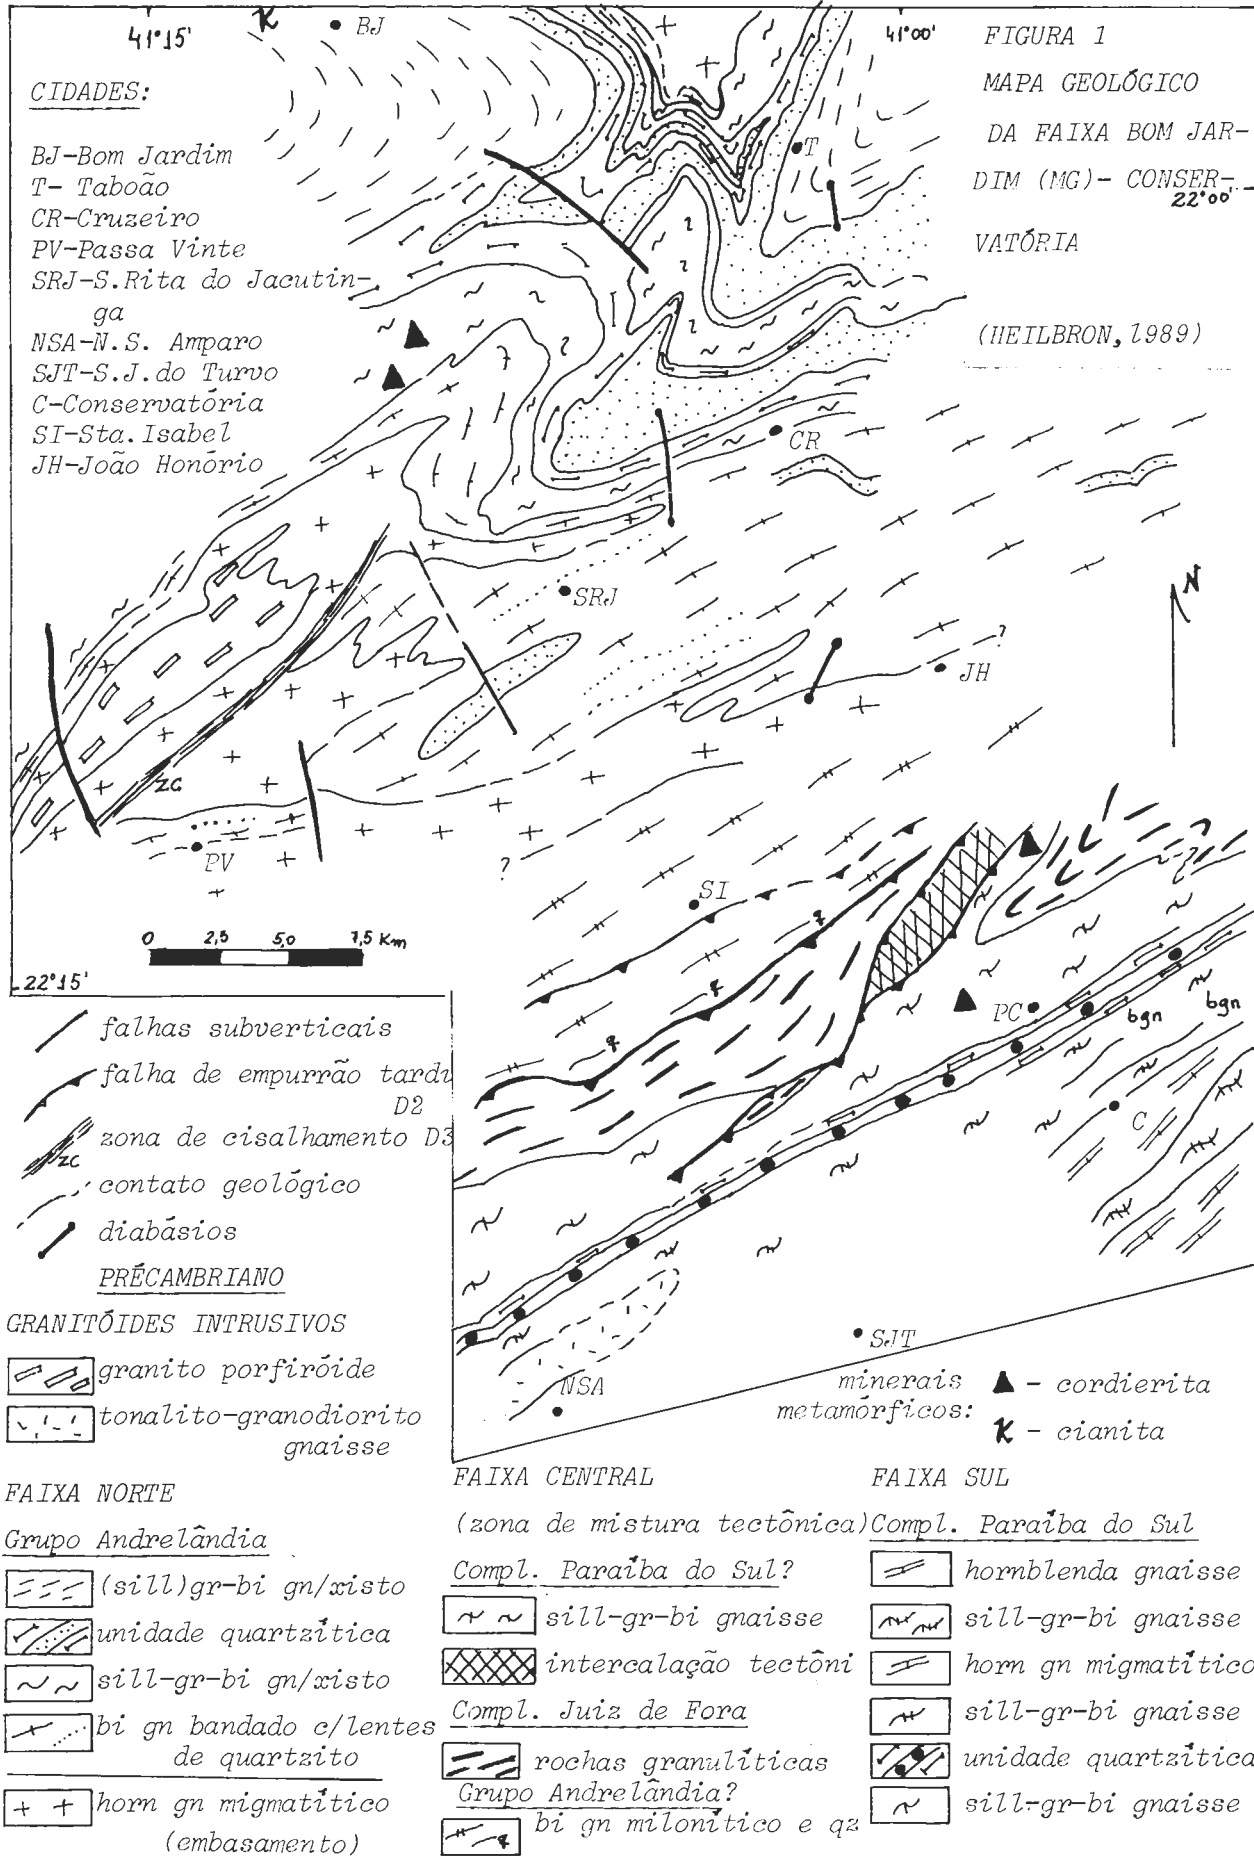 41°15'
K
BJ
41°00'
FIGURA 1
MAPA GEOLÓGICO
DA FAIXA BOM JAR-
DIM (MG)- CONSER-
22°00'
VATÓRIA
(HEILBRON, 1989)
CIDADES:
BJ-Bom Jardim
T- Taboão
CR-Cruzeiro
PV-Passa Vinte
SRJ-S.Rita do Jacutin-
ga
NSA-N.S. Amparo
SJT-S.J.do Turvo
C-Conservatória
SI-Sta.Isabel
JH-João Honório
T
CR
SRJ
N
?
JH
ZC
PV
?
SI
?
q
q
q
PC
bgn
bgn
C
SJT
NSA
0 2,5 5,0 7,5 Km
22°15'
falhas subverticais
falha de empurrão tardi
D2
zona de cisalhamento D3
ZC
contato geológico
diabásios
PRÉCAMBRIANO
GRANITÓIDES INTRUSIVOS
granito porfiróide
tonalito-granodiorito
gnaisse
minerais
metamórficos:
- cordierita
K - cianita
FAIXA NORTE
Grupo Andrelândia
(sill)gr-bi gn/xisto
unidade quartzítica
sill-gr-bi gn/xisto
bi gn bandado c/lentes
de quartzito
horn gn migmatítico
(embasamento)
FAIXA CENTRAL
(zona de mistura tectônica)
Compl. Paraíba do Sul?
sill-gr-bi gnaisse
intercalação tectôni
Compl. Juiz de Fora
rochas granulíticas
Grupo Andrelândia?
q
bi gn milonítico e qz
FAIXA SUL
Compl. Paraíba do Sul
hornblenda gnaisse
sill-gr-bi gnaisse
horn gn migmatítico
sill-gr-bi gnaisse
unidade quartzítica
sill-gr-bi gnaisse